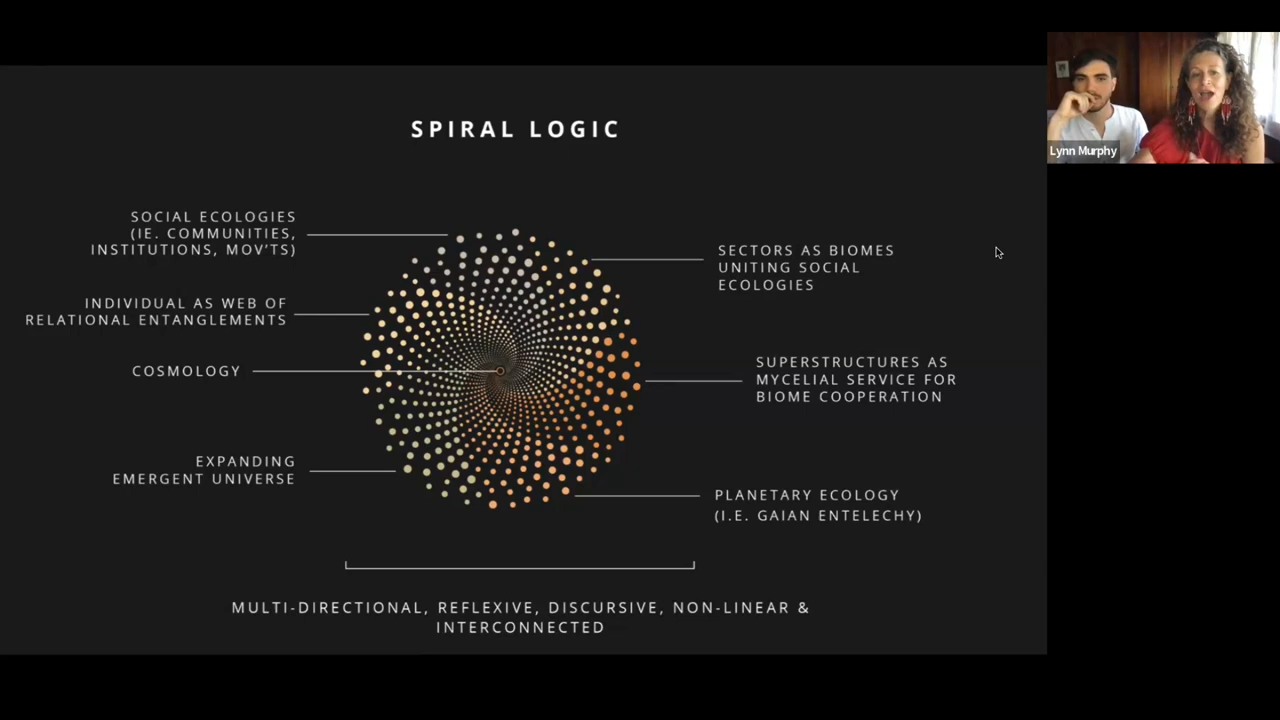 SPIRAL LOGIC
SOCIAL ECOLOGIES
(IE. COMMUNITIES,
INSTITUTIONS, MOV'TS)
INDIVIDUAL AS WEB OF
RELATIONAL ENTANGLEMENTS
COSMOLOGY
EXPANDING
EMERGENT UNIVERSE
SECTORS AS BIOMES
UNITING SOCIAL
ECOLOGIES
SUPERSTRUCTURES AS
MYCELIAL SERVICE FOR
BIOME COOPERATION
PLANETARY ECOLOGY
(I.E. GAIAN ENTELECHY)
MULTI-DIRECTIONAL, REFLEXIVE, DISCURSIVE, NON-LINEAR &
INTERCONNECTED
Lynn Murphy